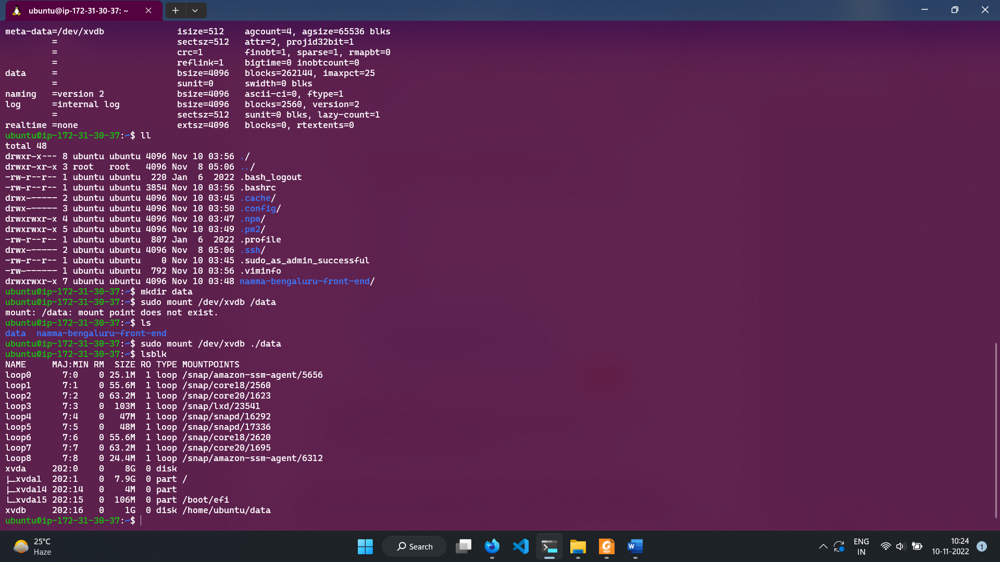 ubuntu@ip-172-31-30-37: ~
meta-data=/dev/xvdb              isize=512    agcount=4, agsize=65536 blks
         =                       sectsz=512   attr=2, projid32bit=1
         =                       crc=1        finobt=1, sparse=1, rmapbt=0
         =                       reflink=1    bigtime=0 inobtcount=0
data     =                       bsize=4096   blocks=262144, imaxpct=25
         =                       sunit=0      swidth=0 blks
naming   =version 2              bsize=4096   ascii-ci=0, ftype=1
log      =internal log           bsize=4096   blocks=2560, version=2
         =                       sectsz=512   sunit=0 blks, lazy-count=1
realtime =none                   extsz=4096   blocks=0, rtextents=0
ubuntu@ip-172-31-30-37:~$ ll
total 48
drwxr-x--- 8 ubuntu ubuntu 4096 Nov 10 03:56 ./
drwxr-xr-x 3 root   root   4096 Nov  8 05:06 ../
-rw-r--r-- 1 ubuntu ubuntu  220 Jan  6  2022 .bash_logout
-rw-r--r-- 1 ubuntu ubuntu 3854 Nov 10 03:56 .bashrc
drwx------ 2 ubuntu ubuntu 4096 Nov 10 03:45 .cache/
drwx------ 3 ubuntu ubuntu 4096 Nov 10 03:50 .config/
drwxrwxr-x 4 ubuntu ubuntu 4096 Nov 10 03:47 .npm/
drwxrwxr-x 5 ubuntu ubuntu 4096 Nov 10 03:49 .pm2/
-rw-r--r-- 1 ubuntu ubuntu  807 Jan  6  2022 .profile
drwx------ 2 ubuntu ubuntu 4096 Nov  8 05:06 .ssh/
-rw-r--r-- 1 ubuntu ubuntu    0 Nov 10 03:45 .sudo_as_admin_successful
-rw------- 1 ubuntu ubuntu  792 Nov 10 03:56 .viminfo
drwxrwxr-x 7 ubuntu ubuntu 4096 Nov 10 03:48 namma-bengaluru-front-end/
ubuntu@ip-172-31-30-37:~$ mkdir data
ubuntu@ip-172-31-30-37:~$ sudo mount /dev/xvdb /data
mount: /data: mount point does not exist.
ubuntu@ip-172-31-30-37:~$ ls
data  namma-bengaluru-front-end
ubuntu@ip-172-31-30-37:~$ sudo mount /dev/xvdb ./data
ubuntu@ip-172-31-30-37:~$ lsblk
NAME     MAJ:MIN RM  SIZE RO TYPE MOUNTPOINTS
loop0      7:0    0 25.1M  1 loop /snap/amazon-ssm-agent/5656
loop1      7:1    0 55.6M  1 loop /snap/core18/2560
loop2      7:2    0 63.2M  1 loop /snap/core20/1623
loop3      7:3    0  103M  1 loop /snap/lxd/23541
loop4      7:4    0   47M  1 loop /snap/snapd/16292
loop5      7:5    0   48M  1 loop /snap/snapd/17336
loop6      7:6    0 55.6M  1 loop /snap/core18/2620
loop7      7:7    0 63.2M  1 loop /snap/core20/1695
loop8      7:8    0 24.4M  1 loop /snap/amazon-ssm-agent/6312
xvda     202:0    0    8G  0 disk
├─xvda1  202:1    0  7.9G  0 part /
├─xvda14 202:14   0    4M  0 part
└─xvda15 202:15   0  106M  0 part /boot/efi
xvdb     202:16   0    1G  0 disk /home/ubuntu/data
ubuntu@ip-172-31-30-37:~$
25°C
Haze
Search
PDF
W
ENG
IN
10:24
10-11-2022
1